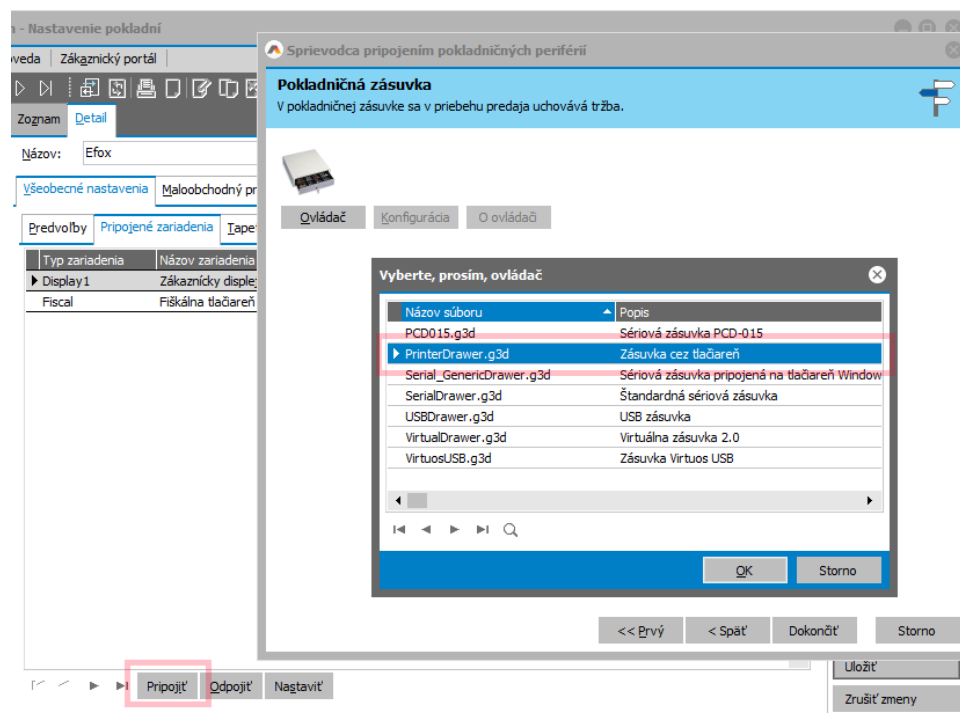 - Nastavenie pokladní
Zákaznícky portál
Zoznam Detail
Názov: Efox
Všeobecné nastavenia Maloobchodný
Predvoľby Pripojené zariadenia
Typ zariadenia Názov zariadenia
Display1 Zákaznícky
Fiscal Fiškálna tlačiareň
Pripojiť Odpojiť Nastaviť
Uložiť
Zrušiť zmeny
Sprievodca pripojením pokladničných periférií
Pokladničná zásuvka
V pokladničnej zásuvke sa v priebehu predaja uchovává tržba.
Ovládač Konfigurácia O ovládači
Vyberte, prosím, ovládač
Názov súboru Popis
PCD015.g3d Sériová zásuvka PCD-015
PrinterDrawer.g3d Zásuvka cez tlačiareň
Serial_GenericDrawer.g3d Sériová zásuvka pripojená na tlačiareň Window
SerialDrawer.g3d Štandardná sériová zásuvka
USBDrawer.g3d USB zásuvka
VirtualDrawer.g3d Virtuálna zásuvka 2.0
VirtuosUSB.g3d Zásuvka Virtuos USB
OK Storno
<< Prvý < Späť Dokončiť Storno